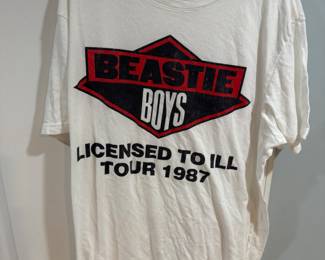 BEASTIE
BOYS
LICENSED TO ILL
TOUR 1987